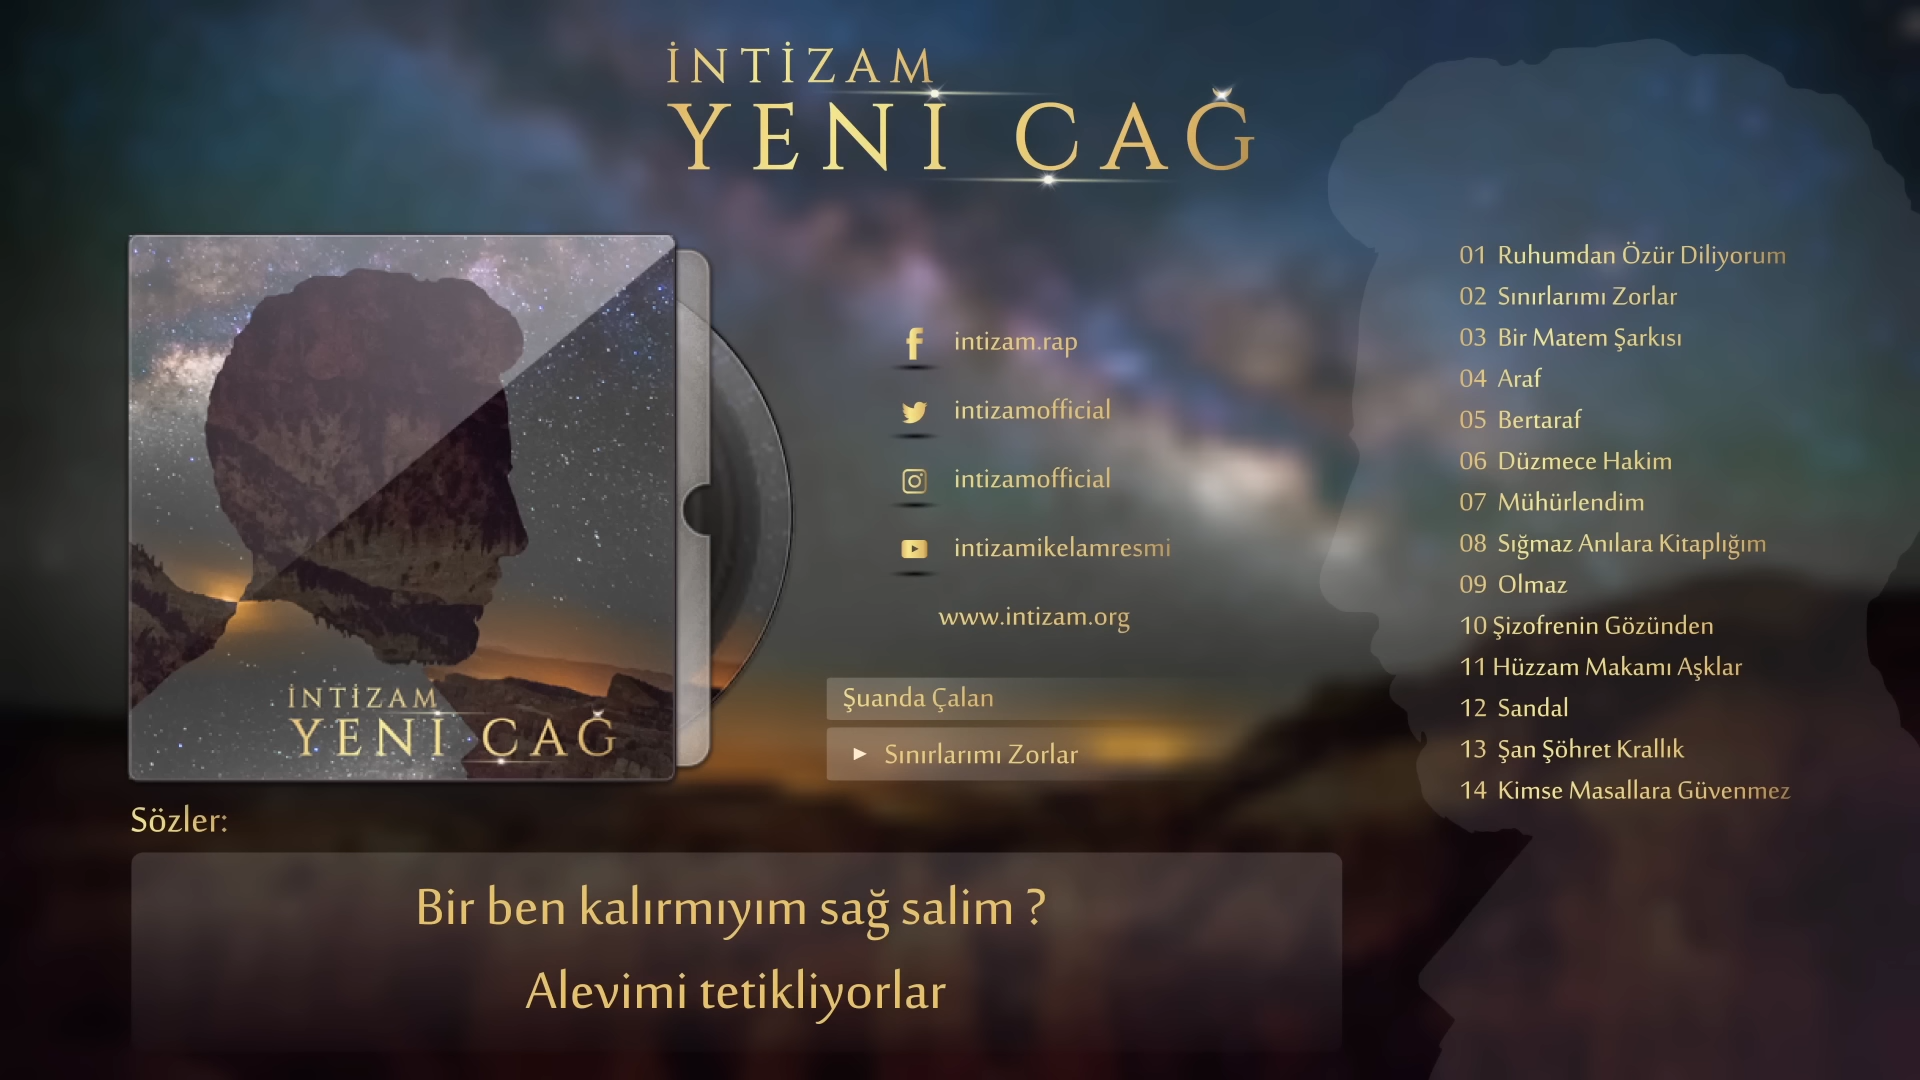 İNTİZAM
YENİ CAĞ
İNTİZAM
YENİ CAĞ
intizam.rap
intizamofficial
intizamofficial
intizamikelamresmi
www.intizam.org
Şuanda Çalan
Sınırlarımı Zorlar
01 Ruhumdan Özür Diliyorum
02 Sınırlarımı Zorlar
03 Bir Matem Şarkısı
04 Araf
05 Bertaraf
06 Düzmece Hakim
07 Mühürlendim
08 Sığmaz Anılara Kitaplığım
09 Olmaz
10 Şizofrenin Gözünden
11 Hüzzam Makamı Aşklar
12 Sandal
13 Şan Şöhret Krallık
14 Kimse Masallara Güvenmez
Sözler:
Bir ben kalırmıyım sağ salim ?
Alevimi tetikliyorlar